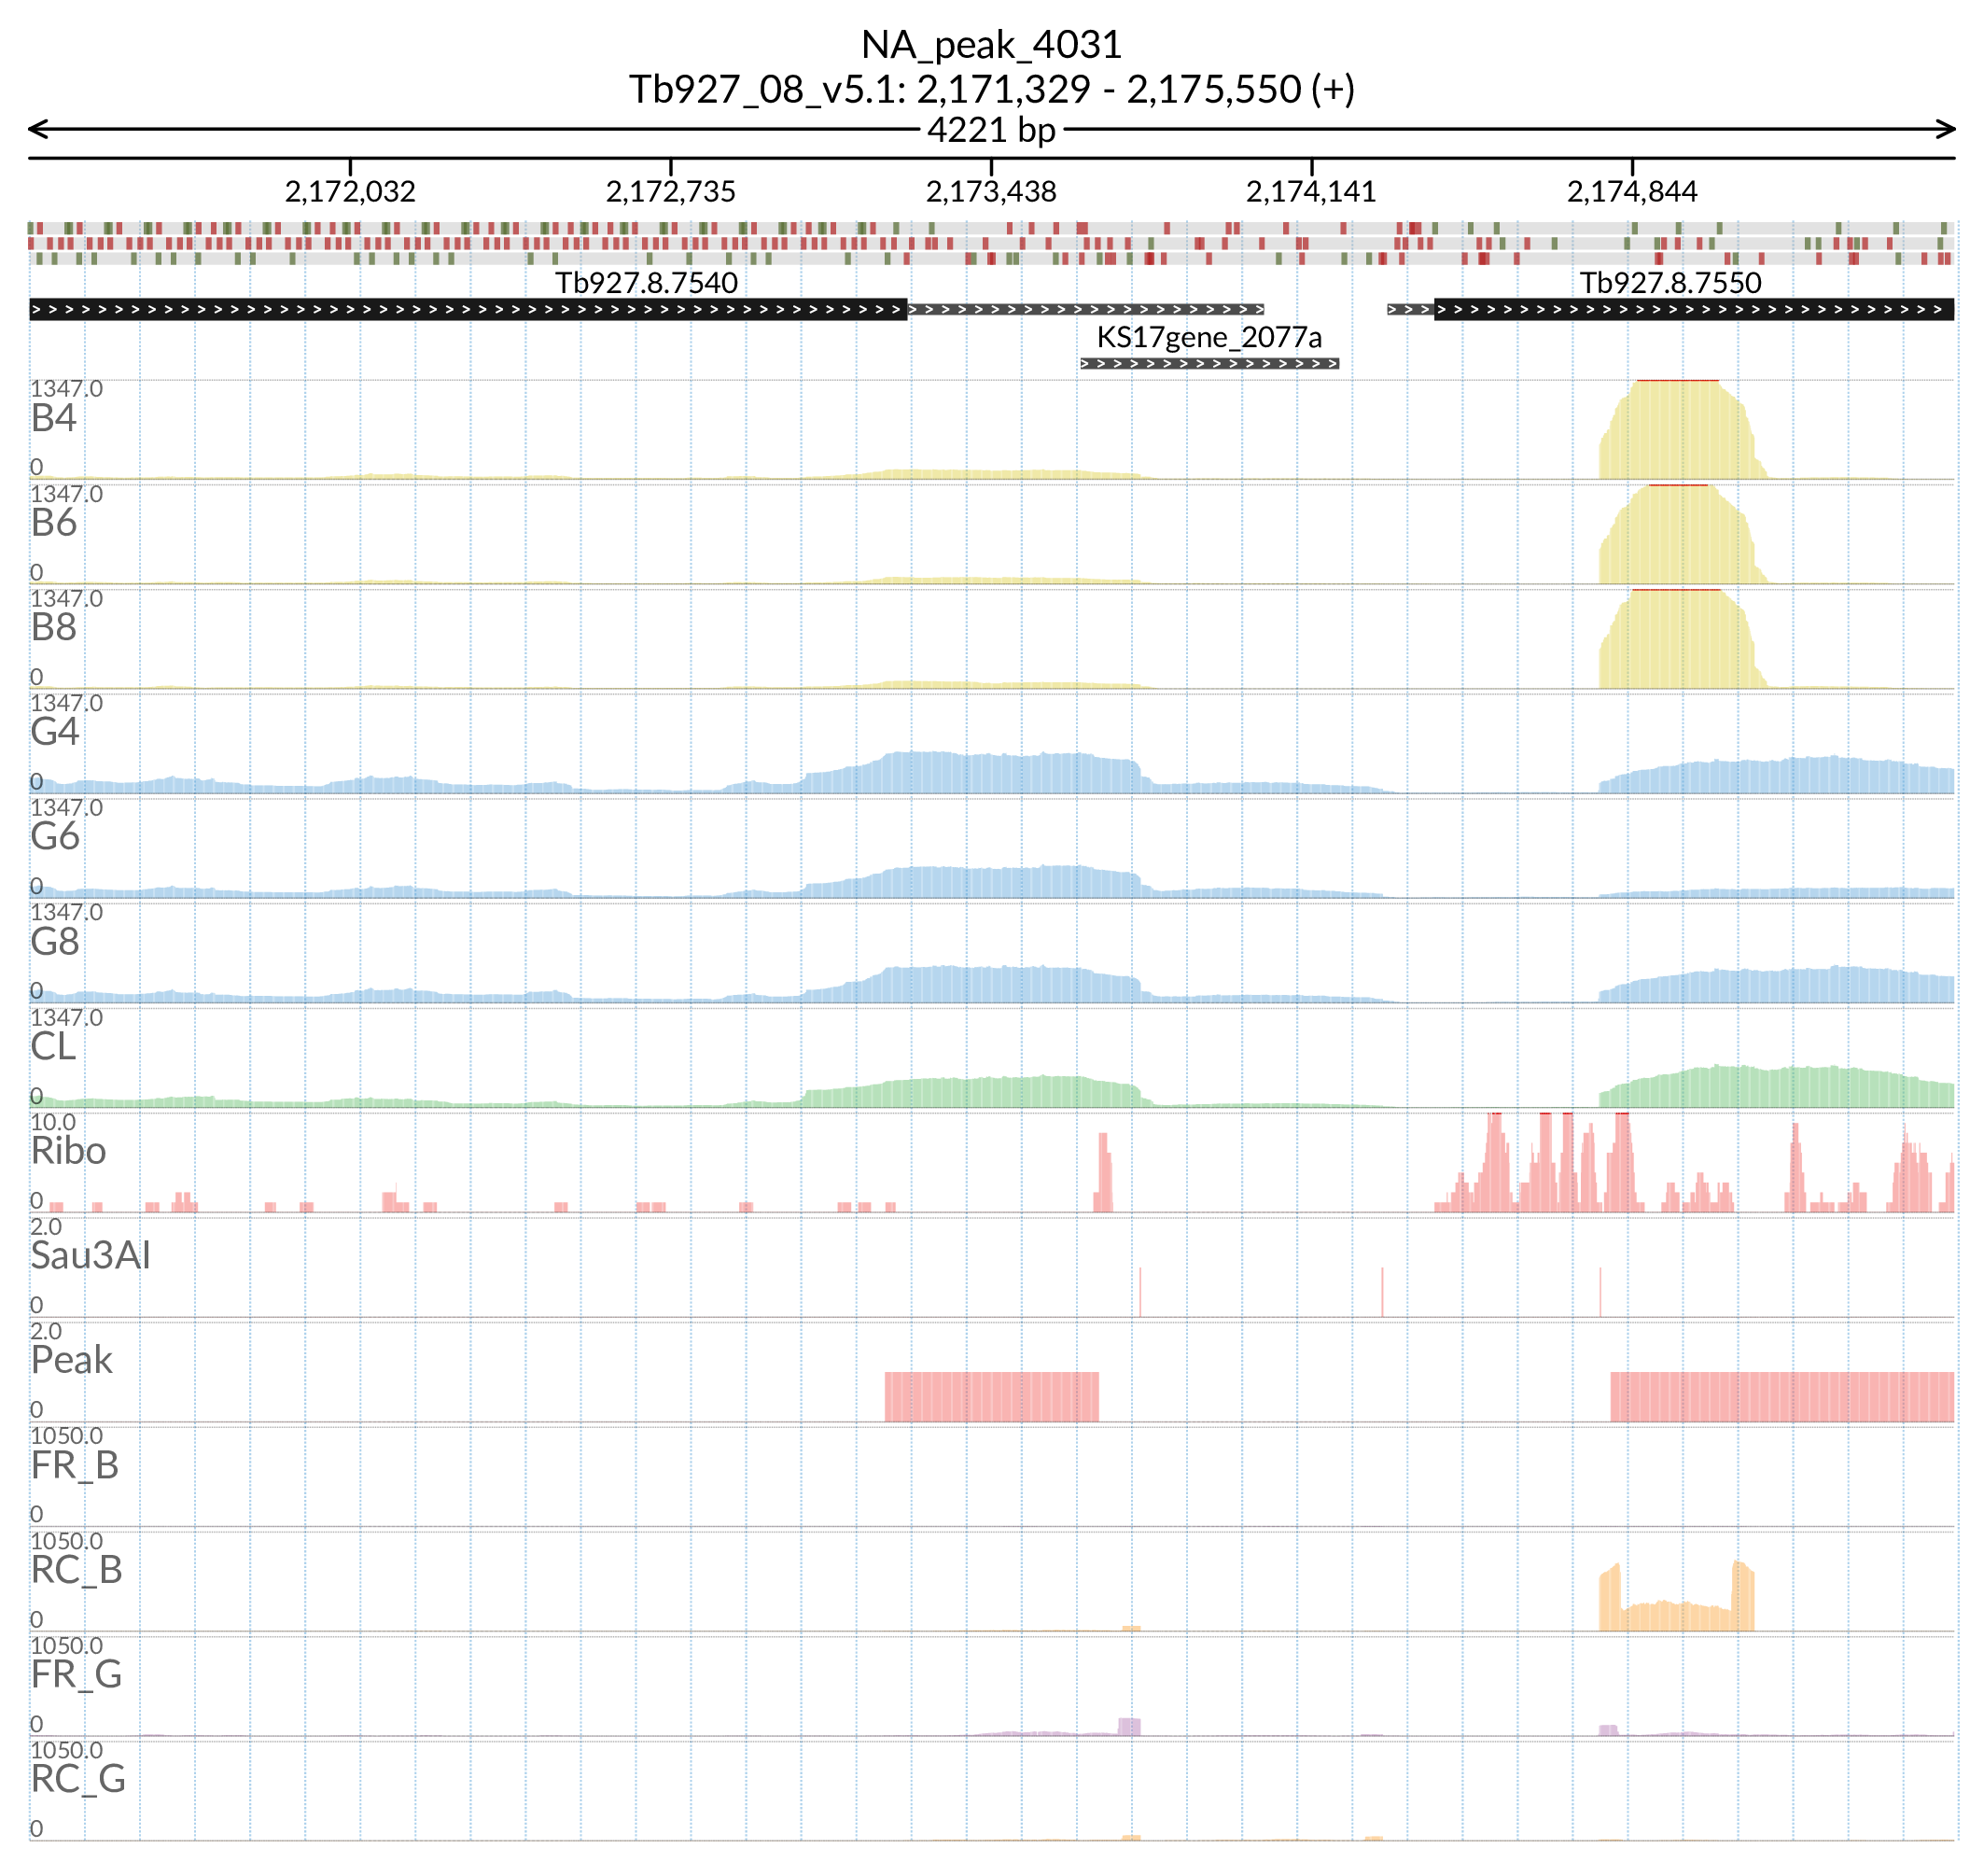 NA_peak_4031
Tb927_08_v5.1: 2,171,329 - 2,175,550 (+)
4221 bp
2,172,032 2,172,735 2,173,438 2,174,141 2,174,844
Tb927.8.7540 Tb927.8.7550
KS17gene_2077a
1347.0
B4
0
1347.0
B6
0
1347.0
B8
0
1347.0
G4
0
1347.0
G6
0
1347.0
G8
0
1347.0
CL
0
10.0
Ribo
0
2.0
Sau3AI
0
2.0
Peak
0
1050.0
FR_B
0
1050.0
RC_B
0
1050.0
FR_G
0
1050.0
RC_G
0